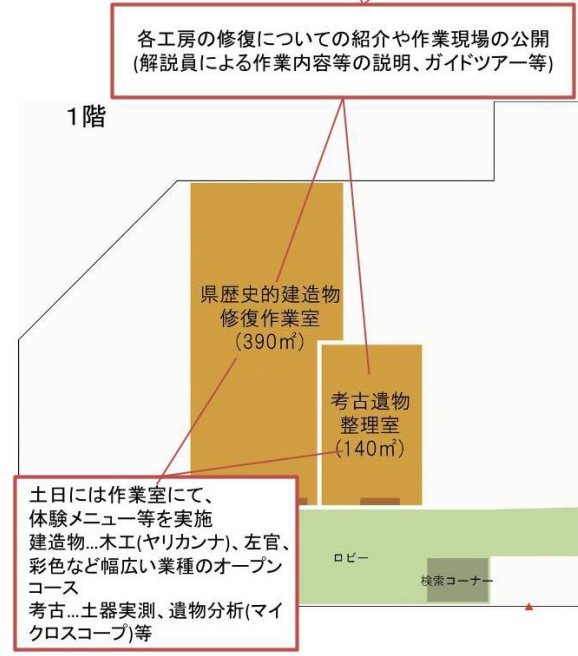 各工房の修復についての紹介や作業現場の公開
(解説員による作業内容等の説明、ガイドツアー等)
1階
県歴史的建造物
修復作業室
(390㎡)
考古遺物
整理室
(140㎡)
土日には作業室にて、
体験メニュー等を実施
建造物…木工(ヤリカンナ)、左官、
彩色など幅広い業種のオープン
コース
考古…土器実測、遺物分析(マイ
クロスコープ)等
ロビー
検索コーナー